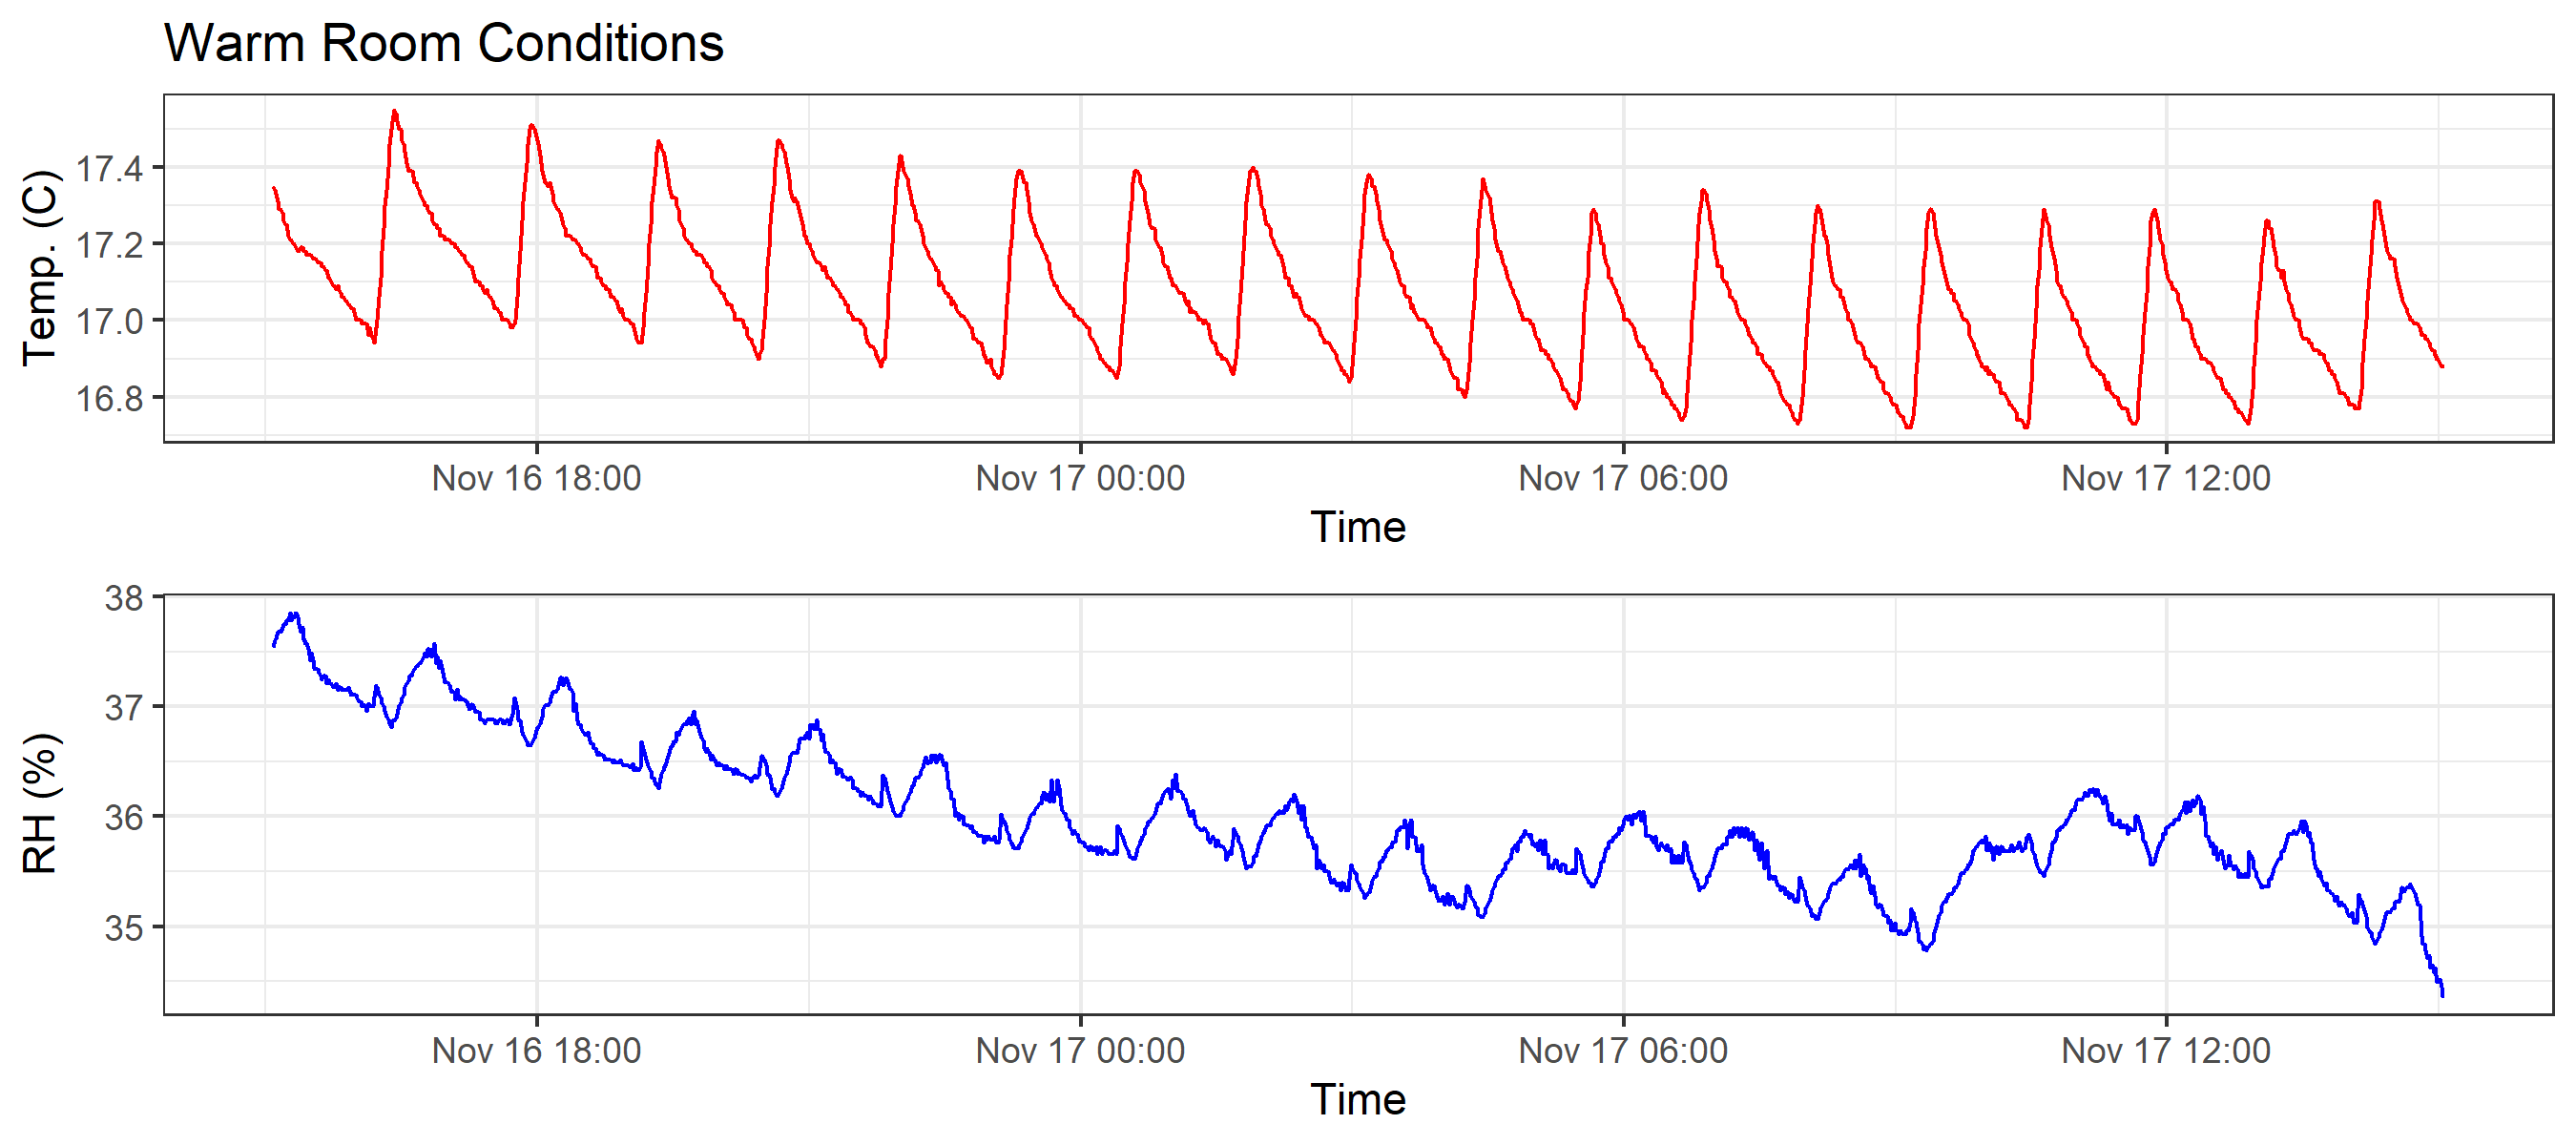 Warm Room Conditions
Temp. (C)
17.4
17.2
17.0
16.8
Nov 16 18:00 Nov 17 00:00 Nov 17 06:00 Nov 17 12:00
Time
RH (%)
38
37
36
35
Nov 16 18:00 Nov 17 00:00 Nov 17 06:00 Nov 17 12:00
Time